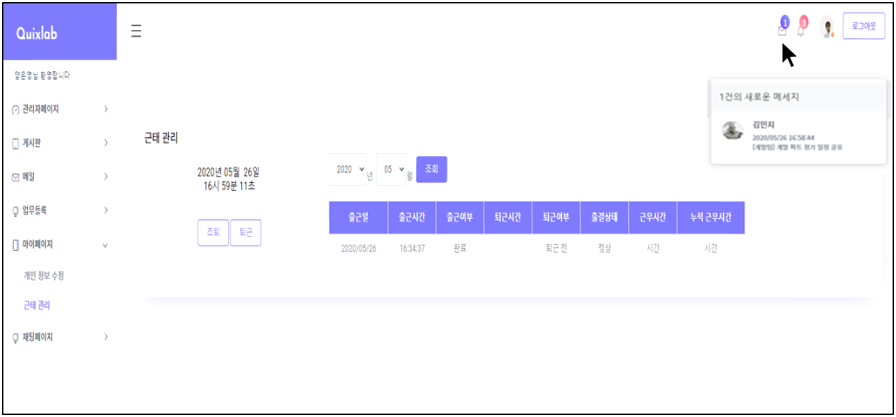 Quixlab
1
3
로그아웃
양은영님 환영합니다
관리자페이지
게시판
메일
업무등록
마이페이지
개인 정보 수정
근태 관리
채팅페이지
1건의 새로운 메세지
김민지
2020/05/26 16:58:44
[개발팀] 개발 파트 정기 일정 공유
근태 관리
2020년 05월 26일
16시 59분 11초
조퇴 퇴근
2020 년 05 월 조회
출근일 출근시간 출근여부 퇴근시간 퇴근여부 출결상태 근무시간 누적 근무시간
2020/05/26 16:34:37 완료 퇴근 전 정상 시간 시간